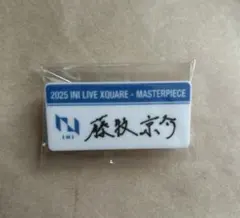 2025 INI LIVE XQUARE - MASTERPIECE
INI
藤牧京介